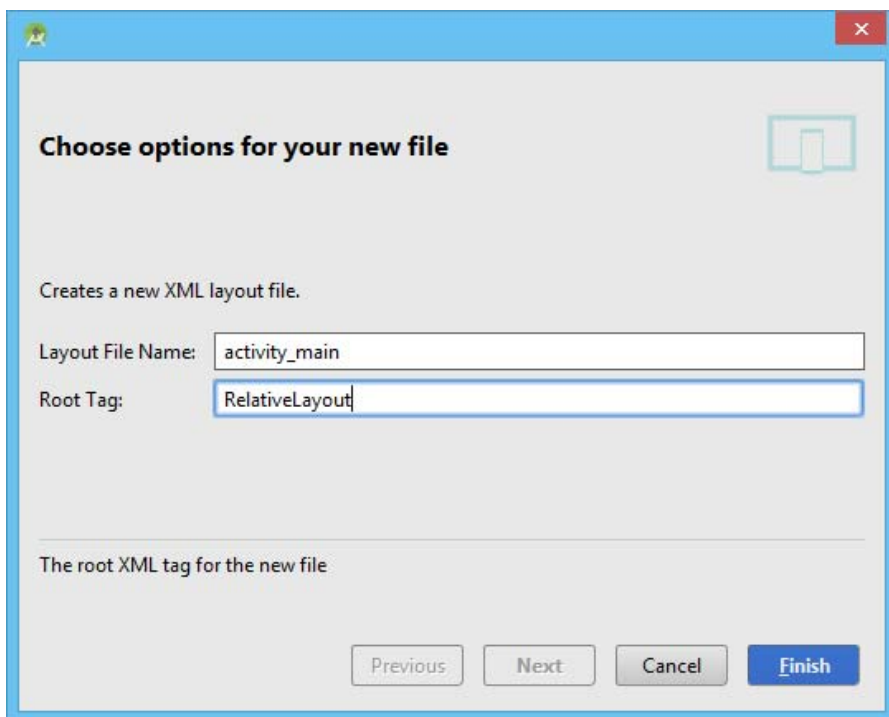 Choose options for your new file
Creates a new XML layout file.
Layout File Name: activity_main
Root Tag: RelativeLayout
The root XML tag for the new file
Previous Next Cancel Finish